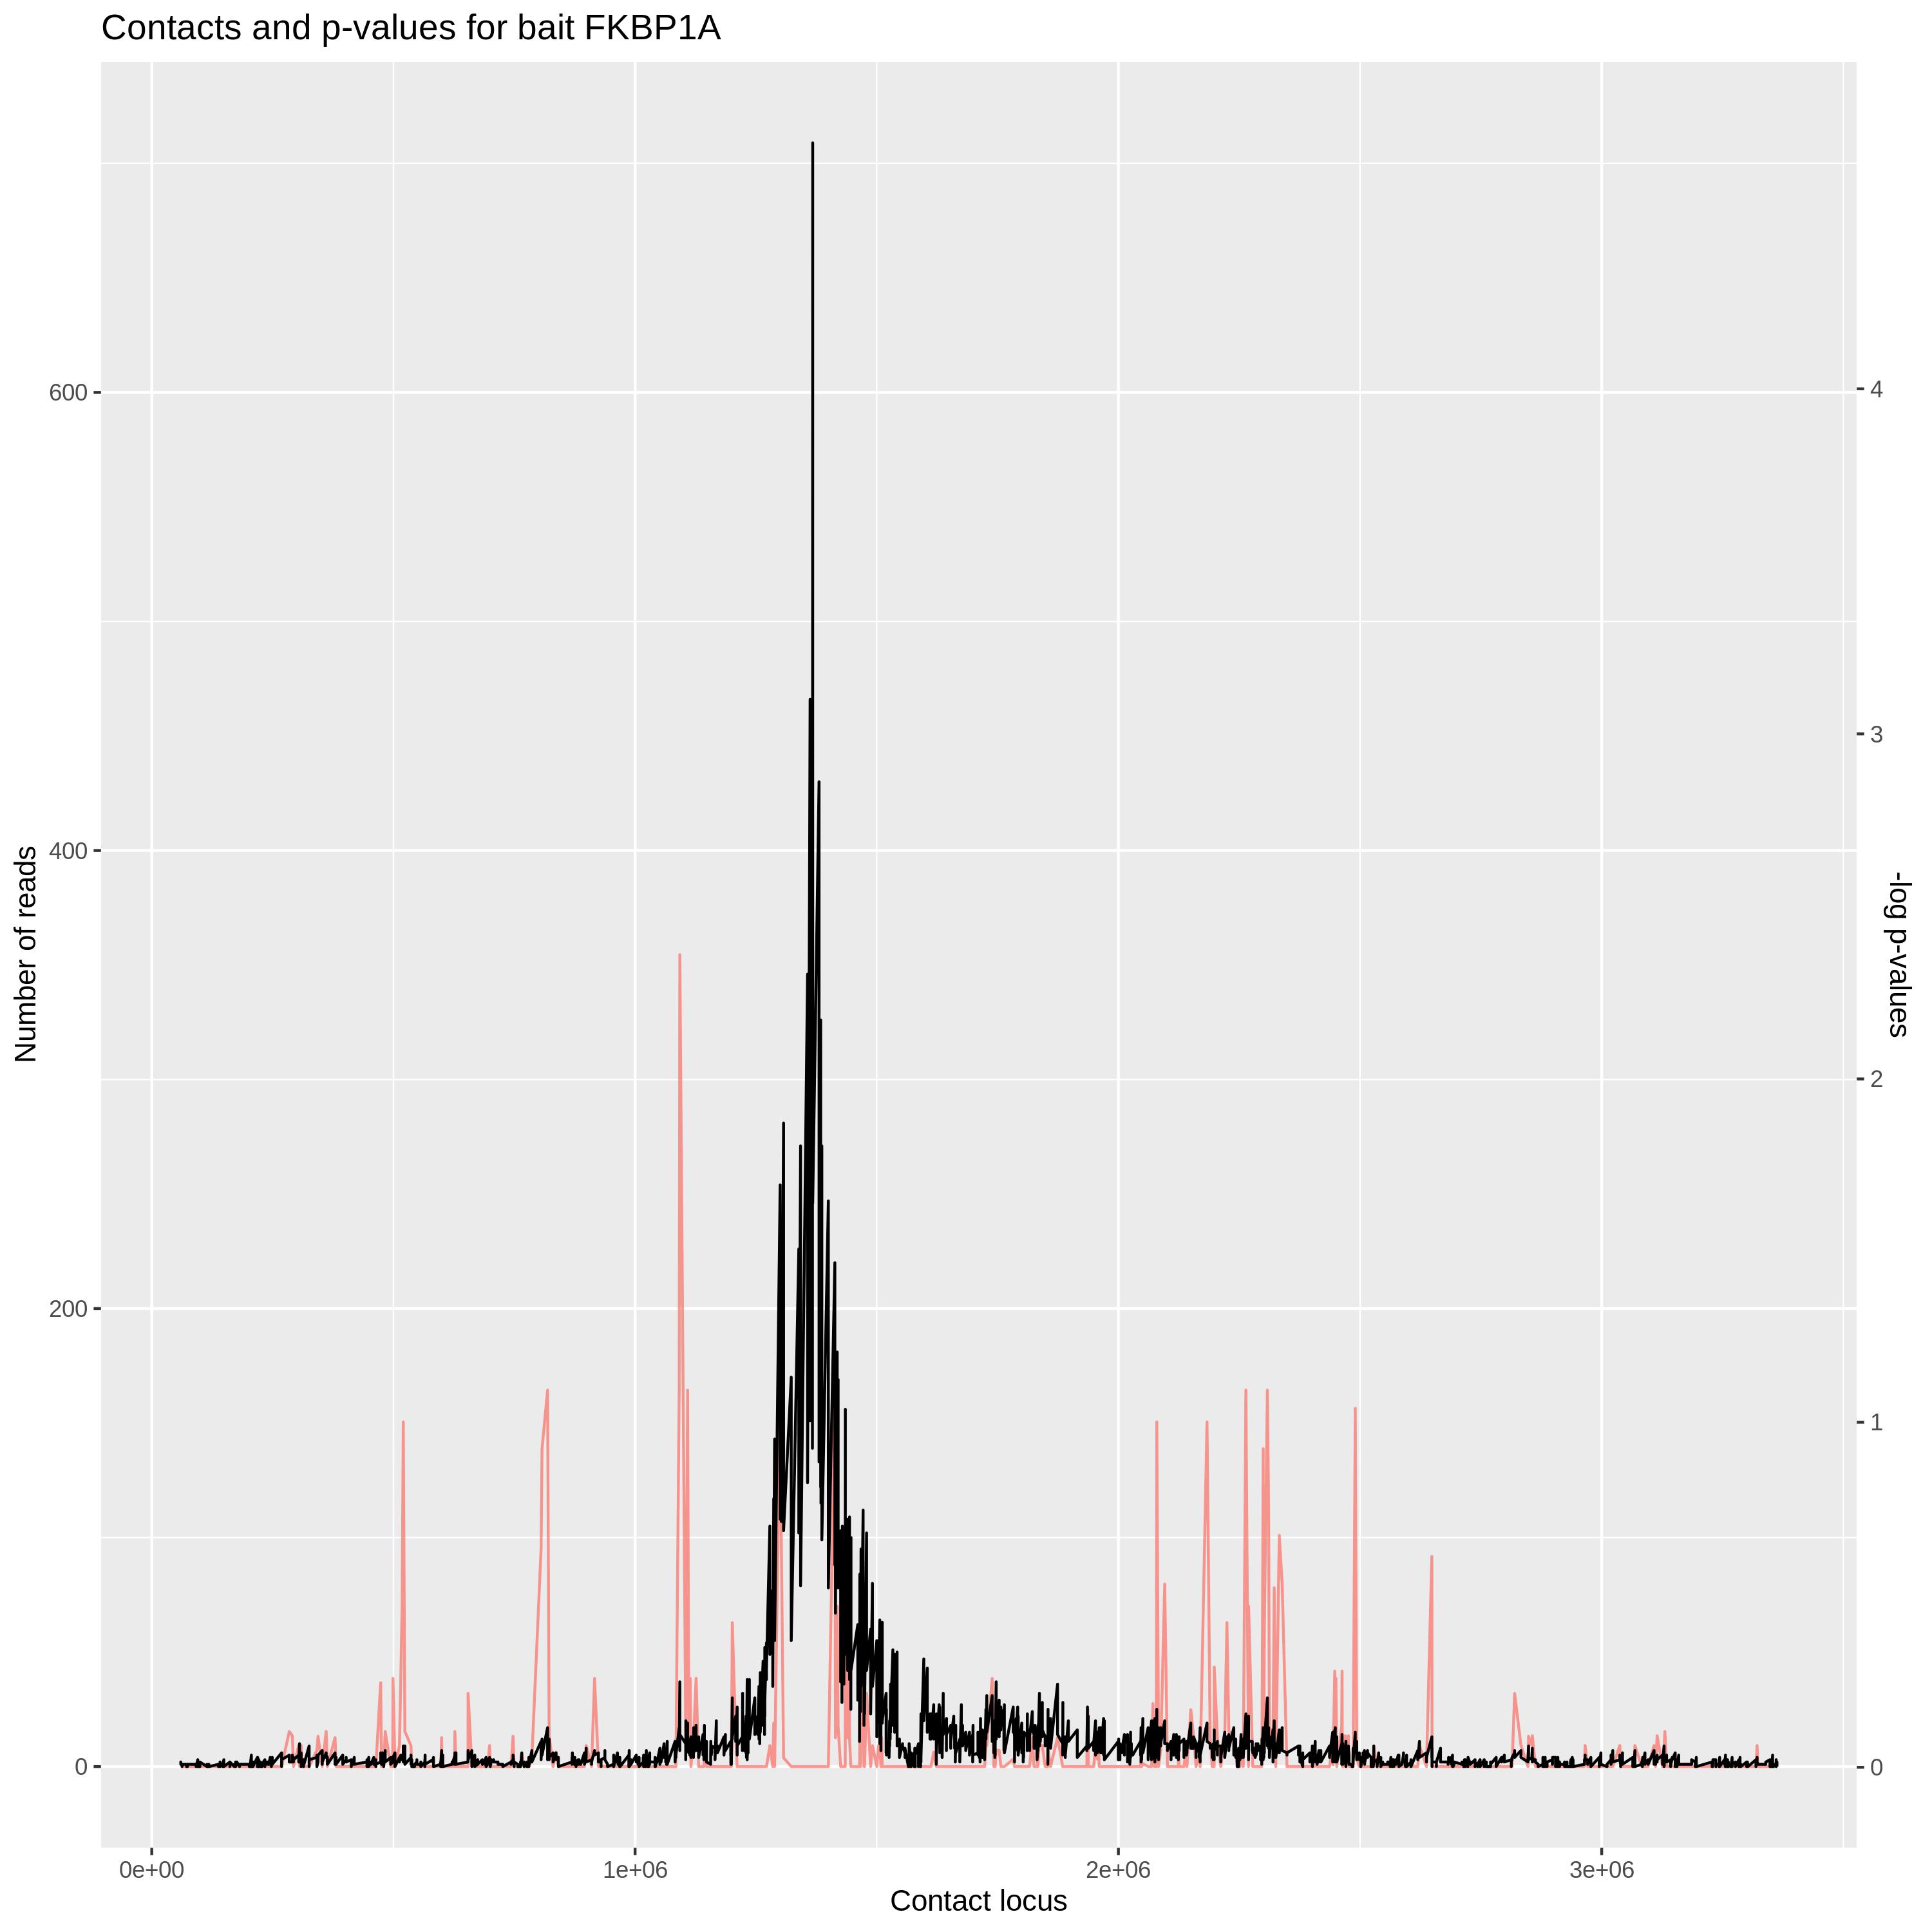 Contacts and p-values for bait FKBP1A
600
400
200
0
Number of reads
4
3
2
1
0
-log p-values
0e+00
1e+06
2e+06
3e+06
Contact locus